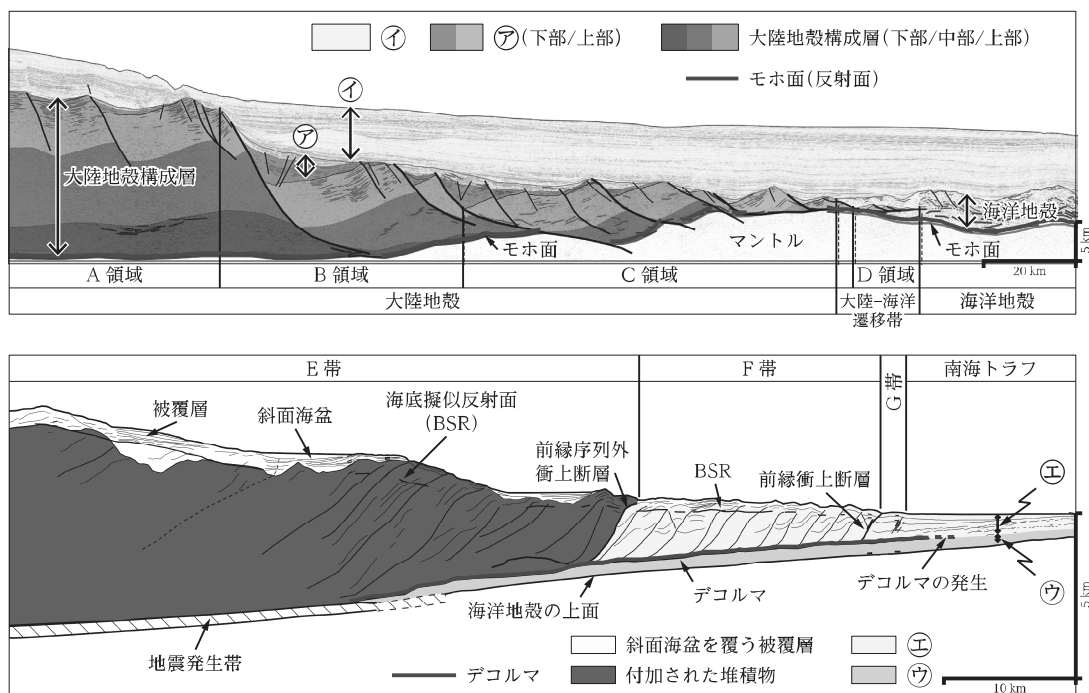 ㋑
㋐(下部/上部)
大陸地殻構成層(下部/中部/上部)
モホ面(反射面)
㋑
㋐
大陸地殻構成層
モホ面
マントル
海洋地殻
モホ面
5 km
20 km
A 領域
B 領域
C 領域
D 領域
大陸地殻
大陸−海洋
遷移帯
海洋地殻
E 帯
F 帯
G 帯
南海トラフ
被覆層
斜面海盆
海底擬似反射面
(BSR)
前縁序列外
衝上断層
BSR
前縁衝上断層
㋓
㋒
デコルマの発生
デコルマ
海洋地殻の上面
地震発生帯
5 km
斜面海盆を覆う被覆層
㋓
デコルマ
付加された堆積物
㋒
10 km